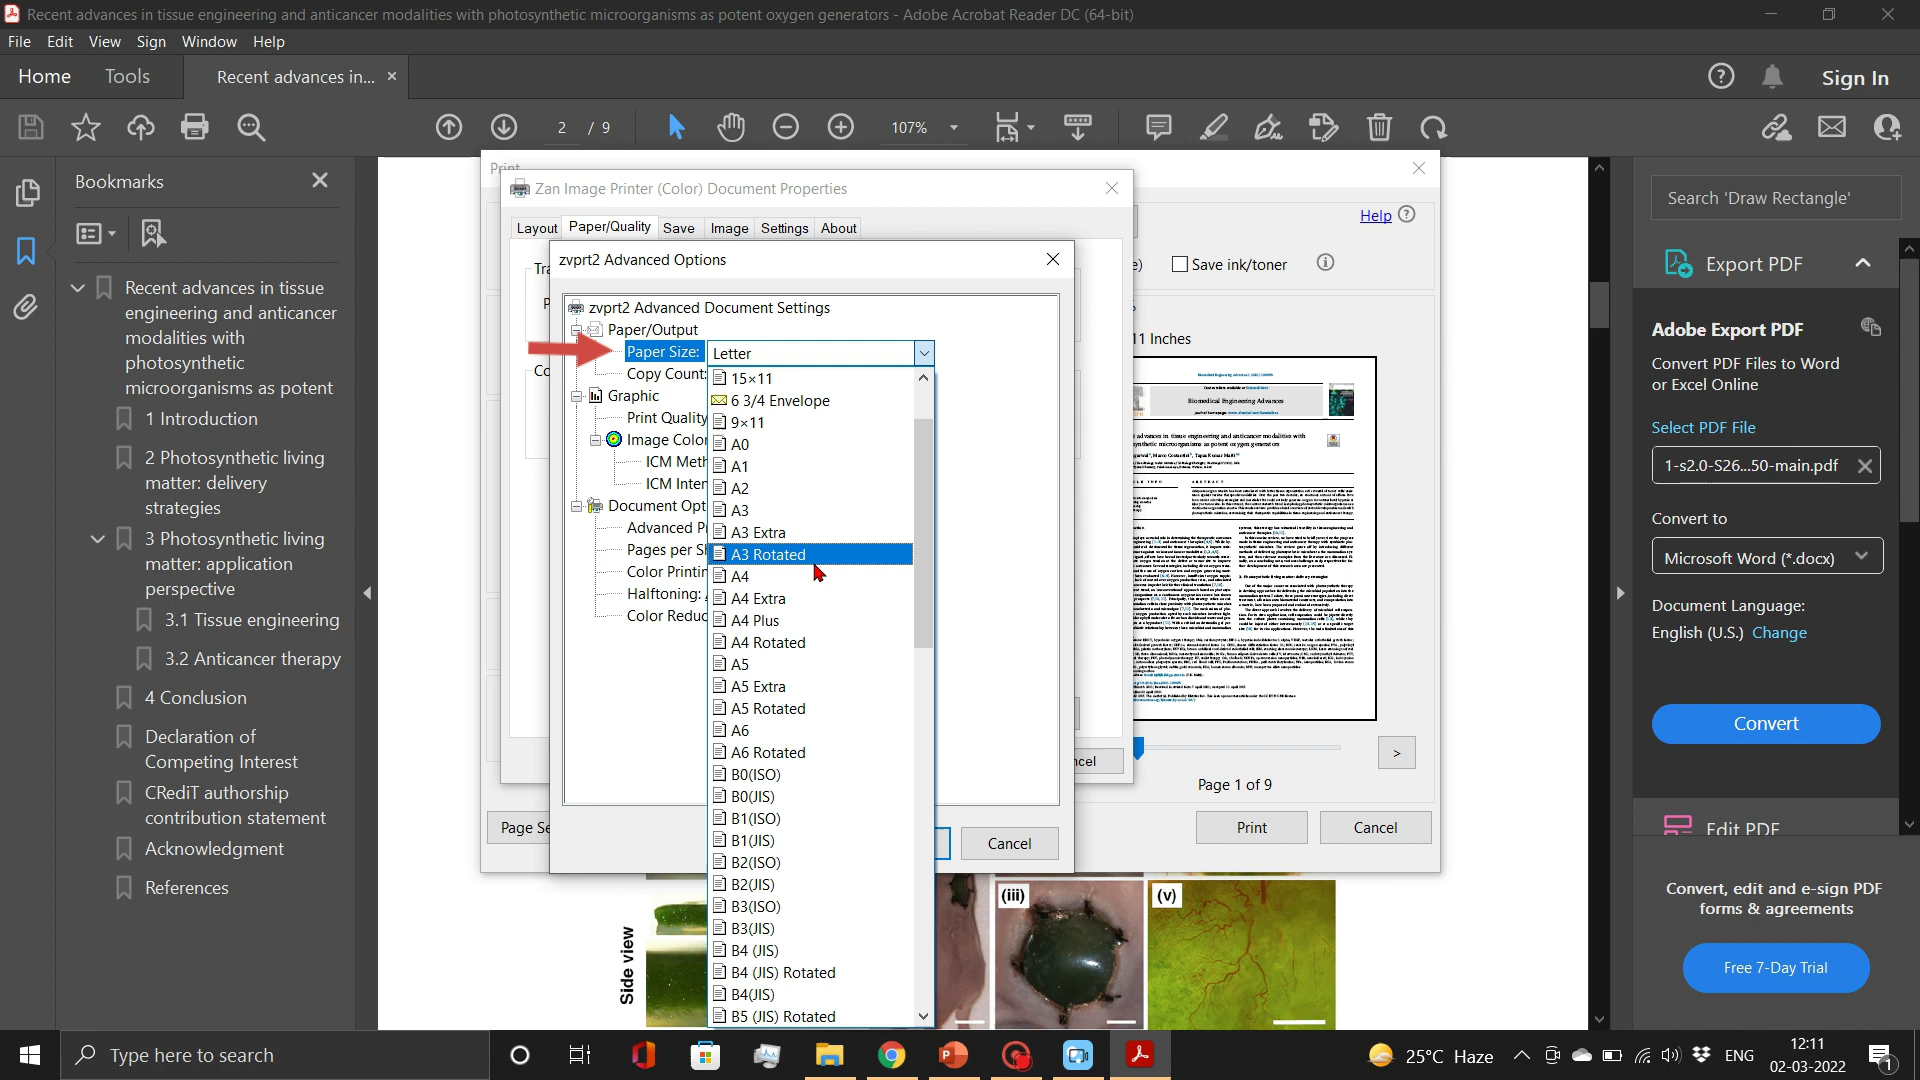 Recent advances in tissue engineering and anticancer modalities with photosynthetic microorganisms as potent oxygen generators - Adobe Acrobat Reader DC (64-bit)
File Edit View Sign Window Help
Home Tools Recent advances in... × Sign In
2 / 9 107%
Bookmarks
Recent advances in tissue
engineering and anticancer
modalities with
photosynthetic
microorganisms as potent
1 Introduction
2 Photosynthetic living
matter: delivery
strategies
3 Photosynthetic living
matter: application
perspective
3.1 Tissue engineering
3.2 Anticancer therapy
4 Conclusion
Declaration of
Competing Interest
CRediT authorship
contribution statement
Acknowledgment
References
Print
Help
Save ink/toner
11 Inches
Biomedical Engineering Advances
Page 1 of 9
>
Page Se
Print Cancel
Zan Image Printer (Color) Document Properties
Layout Paper/Quality Save Image Settings About
Tra
P
Co
ncel
zvprt2 Advanced Options
zvprt2 Advanced Document Settings
Paper/Output
Paper Size: Letter
Copy Count:
Graphic
Print Quality
Image Colo
ICM Meth
ICM Inter
Document Opt
Advanced P
Pages per S
Color Printin
Halftoning:
Color Reduc
15×11
6 3/4 Envelope
9×11
A0
A1
A2
A3
A3 Extra
A3 Rotated
A4
A4 Extra
A4 Plus
A4 Rotated
A5
A5 Extra
A5 Rotated
A6
A6 Rotated
B0(ISO)
B0(JIS)
B1(ISO)
B1(JIS)
B2(ISO)
B2(JIS)
B3(ISO)
B3(JIS)
B4 (JIS)
B4 (JIS) Rotated
B4(JIS)
B5 (JIS) Rotated
Cancel
Side view
(iii)
(v)
Search 'Draw Rectangle'
Export PDF
Adobe Export PDF
Convert PDF Files to Word
or Excel Online
Select PDF File
1-s2.0-S26...50-main.pdf
Convert to
Microsoft Word (*.docx)
Document Language:
English (U.S.) Change
Convert
Edit PDF
Convert, edit and e-sign PDF
forms & agreements
Free 7-Day Trial
Type here to search
25°C Haze
ENG
12:11
02-03-2022
1